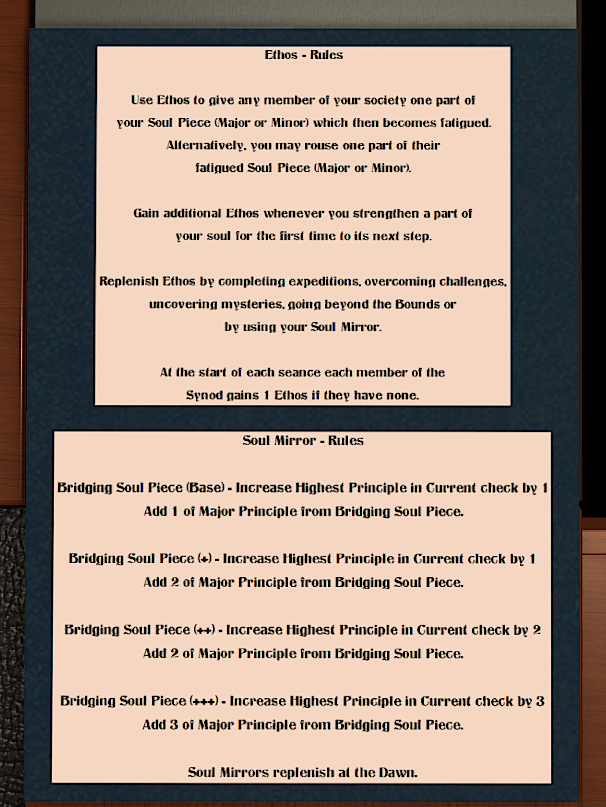 Ethos - Rules
Use Ethos to give any member of your society one part of
your Soul Piece (Major or Minor) which then becomes fatigued.
Alternatively, you may rouse one part of their
fatigued Soul Piece (Major or Minor).
Gain additional Ethos whenever you strengthen a part of
your soul for the first time to its next step.
Replenish Ethos by completing expeditions, overcoming challenges,
uncovering mysteries, going beyond the Bounds or
by using your Soul Mirror.
At the start of each seance each member of the
Synod gains 1 Ethos if they have none.
Soul Mirror - Rules
Bridging Soul Piece (Base) - Increase Highest Principle in Current check by 1
Add 1 of Major Principle from Bridging Soul Piece.
Bridging Soul Piece (+) - Increase Highest Principle in Current check by 1
Add 2 of Major Principle from Bridging Soul Piece.
Bridging Soul Piece (++) - Increase Highest Principle in Current check by 2
Add 2 of Major Principle from Bridging Soul Piece.
Bridging Soul Piece (+++) - Increase Highest Principle in Current check by 3
Add 3 of Major Principle from Bridging Soul Piece.
Soul Mirrors replenish at the Dawn.